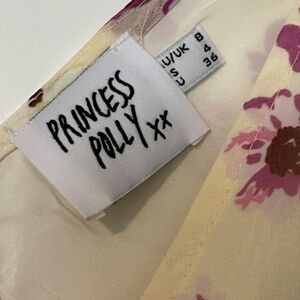 PRINCESS
POLLY xx
U/UK 8
S 4
U 36